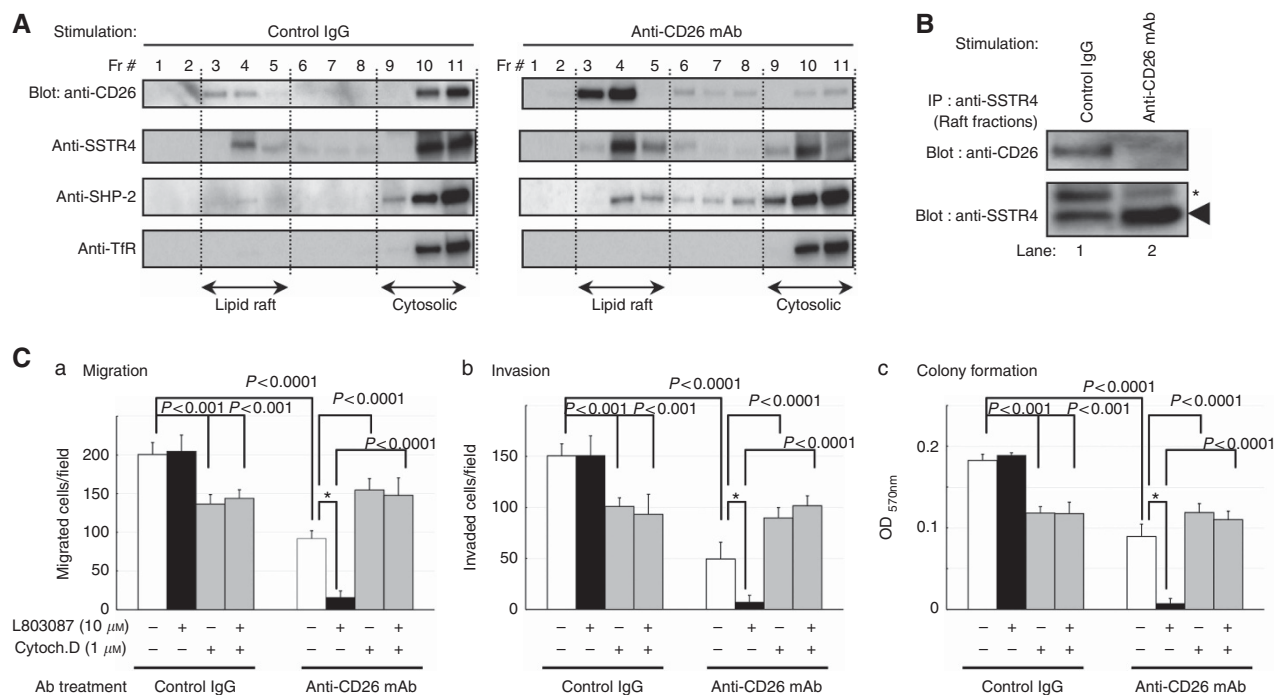 A
Stimulation: Control IgG Anti-CD26 mAb
Fr # 1 2 3 4 5 6 7 8 9 10 11 Fr # 1 2 3 4 5 6 7 8 9 10 11
Blot: anti-CD26
Anti-SSTR4
Anti-SHP-2
Anti-TfR
Lipid raft Cytosolic Lipid raft Cytosolic
B
Stimulation:
Control IgG
Anti-CD26 mAb
IP : anti-SSTR4
(Raft fractions)
Blot : anti-CD26
*
Blot : anti-SSTR4
Lane: 1 2
C
a Migration
P<0.0001
P<0.001 P<0.001
P<0.0001
P<0.0001
*
Migrated cells/field
200
150
100
50
0
b Invasion
P<0.0001
P<0.001 P<0.001
P<0.0001
P<0.0001
*
Invaded cells/field
150
100
50
0
c Colony formation
P<0.0001
P<0.001 P<0.001
P<0.0001
P<0.0001
*
OD 570nm
0.2
0.1
0
L803087 (10 μM) – + – + – + – + – + – + – + – + – + – + – + – +
Cytoch.D (1 μM) – – + + – – + + – – + + – – + + – – + + – – + +
Ab treatment Control IgG Anti-CD26 mAb Control IgG Anti-CD26 mAb Control IgG Anti-CD26 mAb